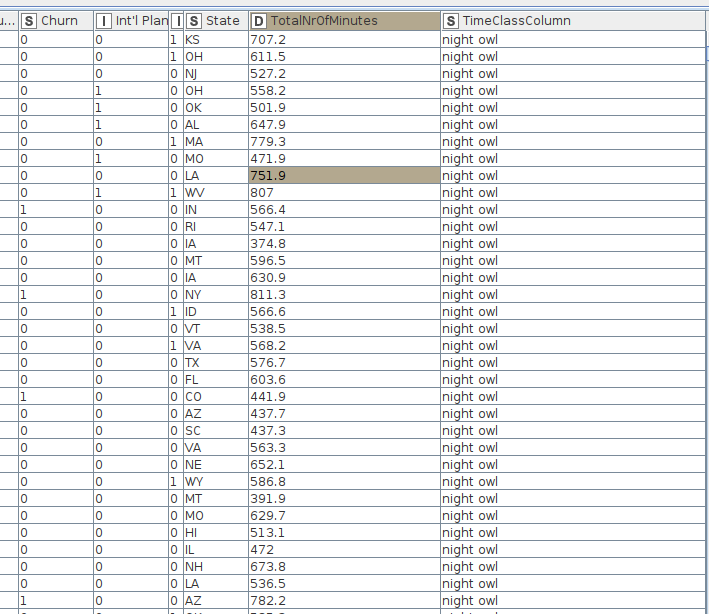 u... S Churn I Int'l Plan I S State D TotalNrOfMinutes S TimeClassColumn
0 0 1 KS 707.2 night owl
0 0 1 OH 611.5 night owl
0 0 0 NJ 527.2 night owl
0 1 0 OH 558.2 night owl
0 1 0 OK 501.9 night owl
0 1 0 AL 647.9 night owl
0 0 1 MA 779.3 night owl
0 1 0 MO 471.9 night owl
0 0 0 LA 751.9 night owl
0 1 1 WV 807 night owl
1 0 0 IN 566.4 night owl
0 0 0 RI 547.1 night owl
0 0 0 IA 374.8 night owl
0 0 0 MT 596.5 night owl
0 0 0 IA 630.9 night owl
1 0 0 NY 811.3 night owl
0 0 1 ID 566.6 night owl
0 0 0 VT 538.5 night owl
0 0 1 VA 568.2 night owl
0 0 0 TX 576.7 night owl
0 0 0 FL 603.6 night owl
1 0 0 CO 441.9 night owl
0 0 0 AZ 437.7 night owl
0 0 0 SC 437.3 night owl
0 0 0 VA 563.3 night owl
0 0 0 NE 652.1 night owl
0 0 1 WY 586.8 night owl
0 0 0 MT 391.9 night owl
0 0 0 MO 629.7 night owl
0 0 0 HI 513.1 night owl
0 0 0 IL 472 night owl
0 0 0 NH 673.8 night owl
0 0 0 LA 536.5 night owl
1 0 0 AZ 782.2 night owl